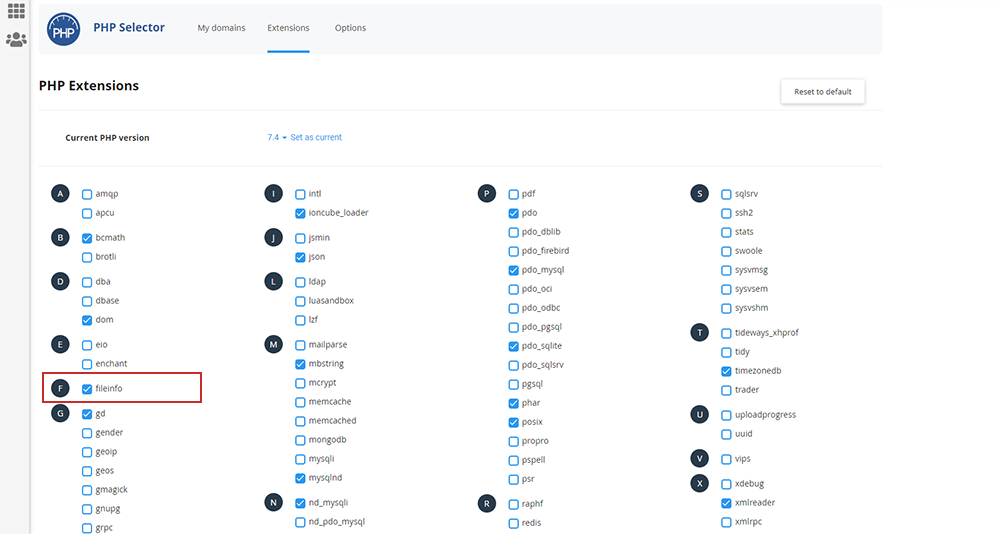 PHP
PHP Selector
My domains
Extensions
Options
PHP Extensions
Reset to default
Current PHP version
7.4
Set as current
A
amqp
apcu
B
bcmath
brotli
D
dba
dbase
dom
E
eio
enchant
F
fileinfo
G
gd
gender
geoip
geos
gmagick
gnupg
grpc
I
intl
ioncube_loader
J
jsmin
json
L
ldap
luasandbox
lzf
M
mailparse
mbstring
mcrypt
memcache
memcached
mongodb
mysqli
mysqlnd
N
nd_mysqli
nd_pdo_mysql
P
pdf
pdo
pdo_dblib
pdo_firebird
pdo_mysql
pdo_oci
pdo_odbc
pdo_pgsql
pdo_sqlite
pdo_sqlsrv
pgsql
phar
posix
propro
pspell
psr
R
raphf
redis
S
sqlsrv
ssh2
stats
swoole
sysvmsg
sysvsem
sysvshm
T
tideways_xhprof
tidy
timezonedb
trader
U
uploadprogress
uuid
V
vips
X
xdebug
xmlreader
xmlrpc